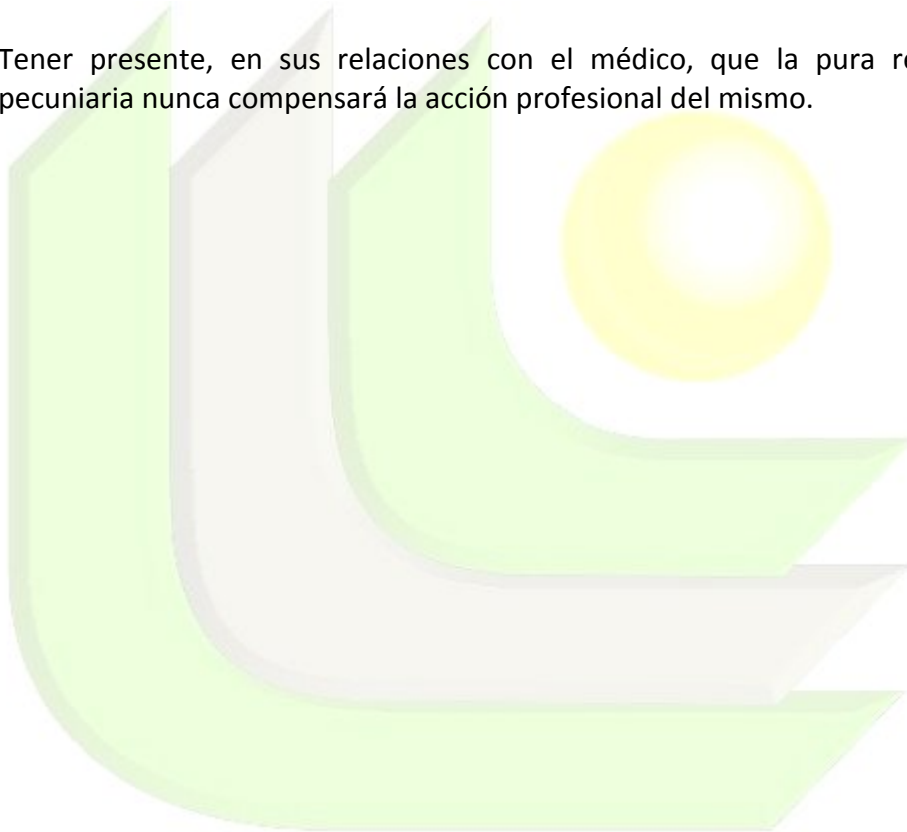 Tener presente, en sus relaciones con el médico, que la pura
pecuniaria nunca compensará la acción profesional del mismo.